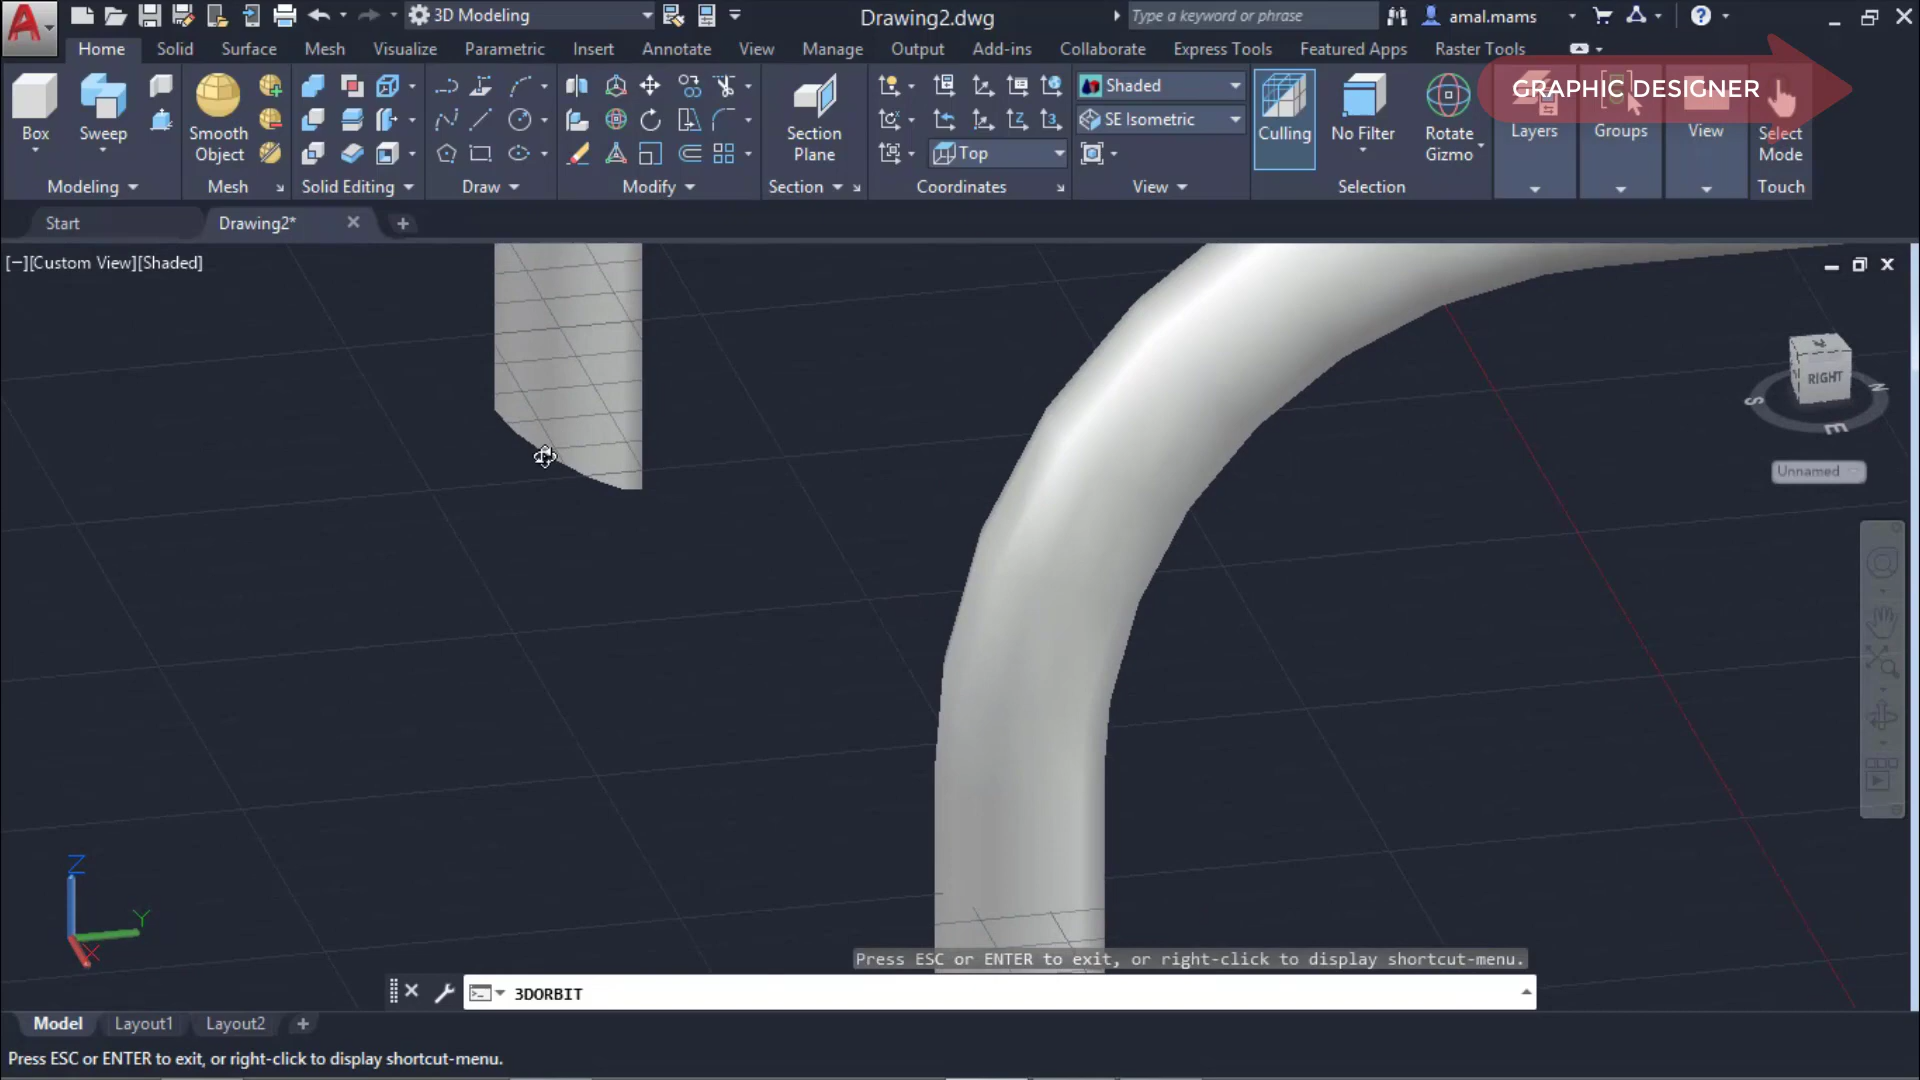 3D Modeling
Drawing2.dwg
Type a keyword or phrase
amal.mams
Home Solid Surface Mesh Parametric Visualize Insert Annotate View Manage Output Add-ins Collaborate Express Tools Featured Apps Raster Tools
GRAPHIC DESIGNER
Box
Sweep
Smooth
Object
Section
Plane
Shaded
SE Isometric
Top
Culling
No Filter
Rotate
Gizmo
Layers
Groups
View
Select
Mode
Modeling
Mesh
Solid Editing
Draw
Modify
Section
Coordinates
View
Selection
Touch
Start
Drawing2*
[−][Custom View][Shaded]
RIGHT
S
N
E
Unnamed
Z
Y
X
Press ESC or ENTER to exit, or right-click to display shortcut-menu.
3DORBIT
Model Layout1 Layout2
Press ESC or ENTER to exit, or right-click to display shortcut-menu.